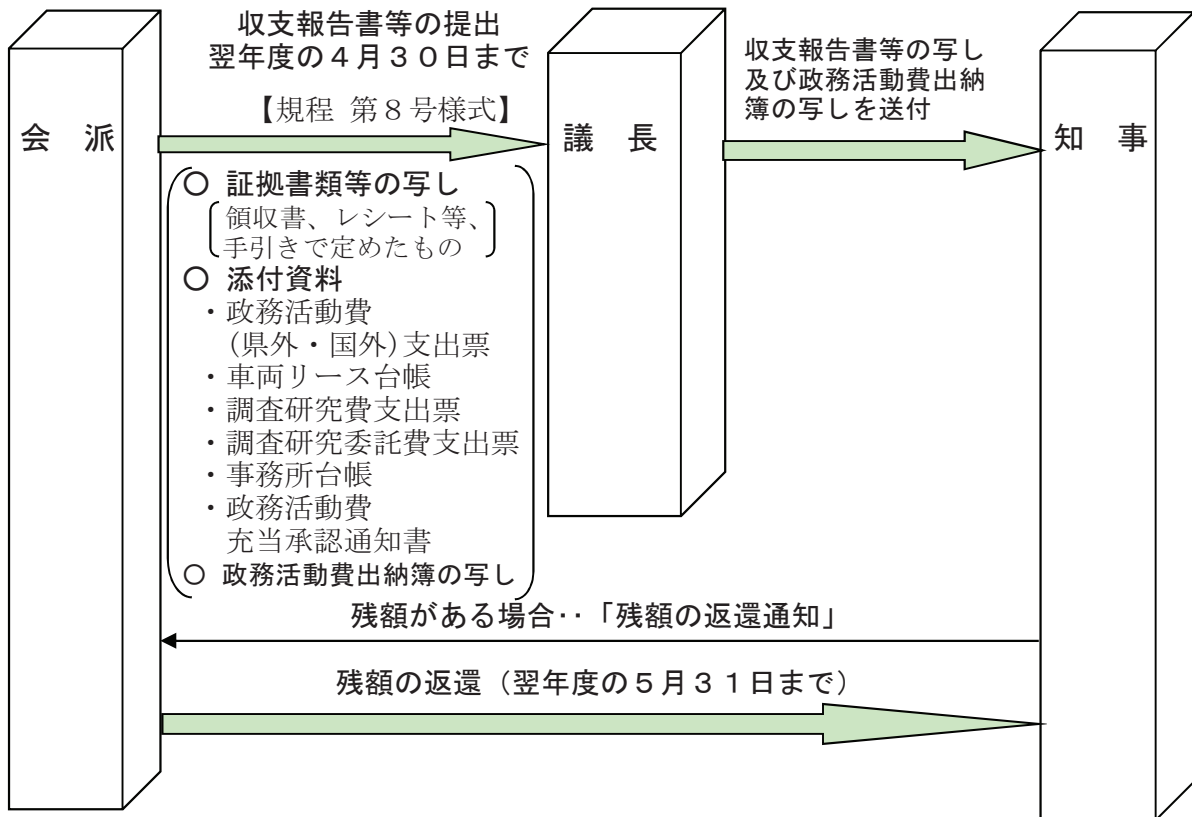 収支報告書等の提出
翌年度の4月30日まで
【規程 第8号様式】
会 派
議 長
収支報告書等の写し
及び政務活動費出納
簿の写しを送付
知 事
○ 証拠書類等の写し
領収書、レシート等、
手引きで定めたもの
○ 添付資料
・政務活動費
(県外・国外)支出票
・車両リース台帳
・調査研究費支出票
・調査研究委託費支出票
・事務所台帳
・政務活動費
充当承認通知書
○ 政務活動費出納簿の写し
残額がある場合‥「残額の返還通知」
残額の返還(翌年度の5月31日まで)